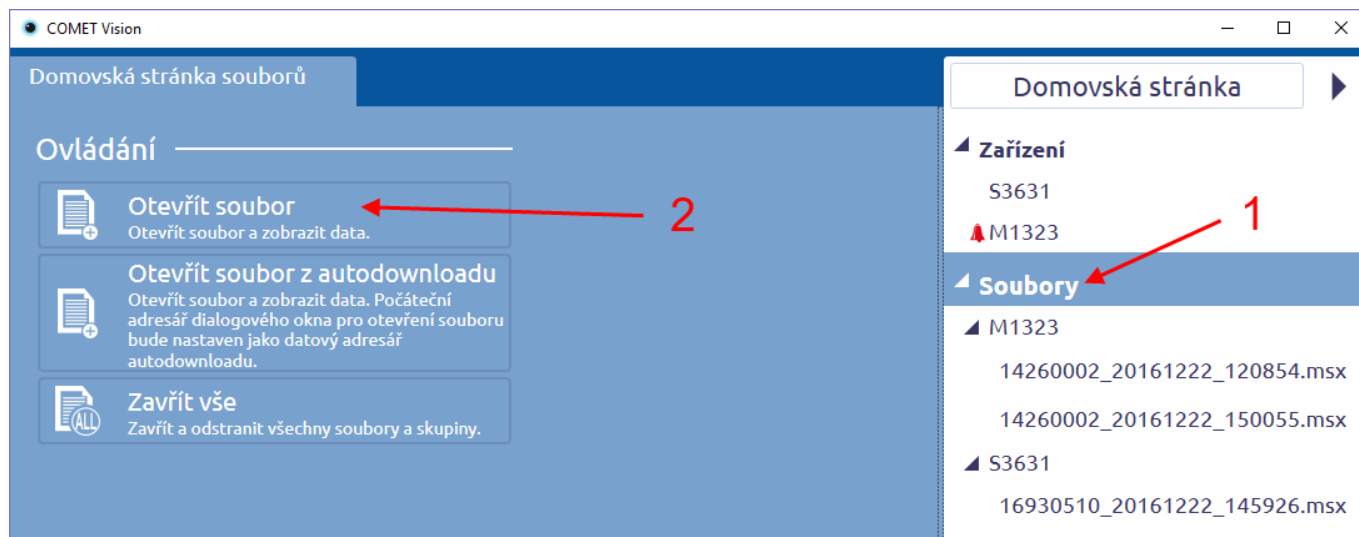 COMET Vision
Domovská stránka souborů
Ovládání
Otevřít soubor
Otevřít soubor a zobrazit data.
Otevřít soubor z autodownloadu
Otevřít soubor a zobrazit data. Počáteční
adresář dialogového okna pro otevření souboru
bude nastaven jako datový adresář
autodownloadu.
ALL
Zavřít vše
Zavřít a odstranit všechny soubory a skupiny.
2
Domovská stránka
Zařízení
S3631
M1323
1
Soubory
M1323
14260002_20161222_120854.msx
14260002_20161222_150055.msx
S3631
16930510_20161222_145926.msx